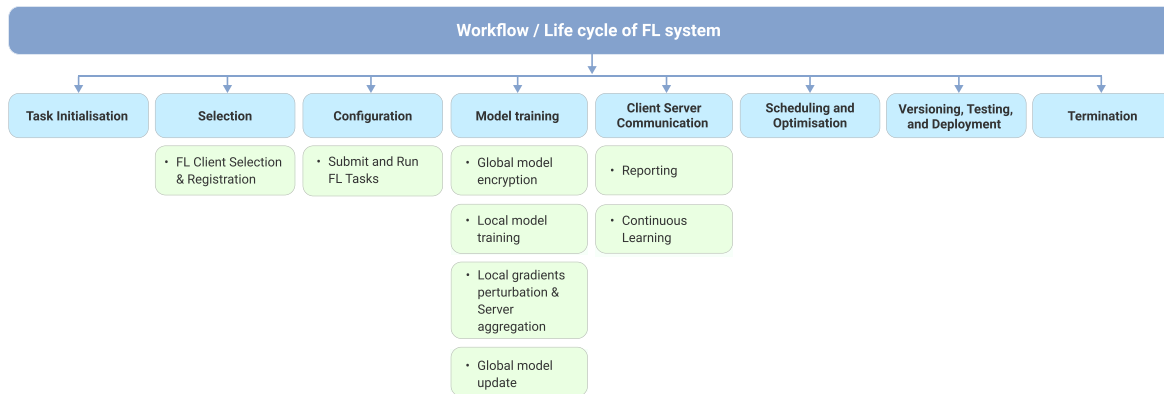 Workflow / Life cycle of FL system
Task Initialisation
Selection
Configuration
Model training
Client Server
Communication
Scheduling and
Optimisation
Versioning, Testing,
and Deployment
Termination
• FL Client Selection
& Registration
• Submit and Run
FL Tasks
• Global model
encryption
• Local model
training
• Local gradients
perturbation &
Server
aggregation
• Global model
update
• Reporting
• Continuous
Learning